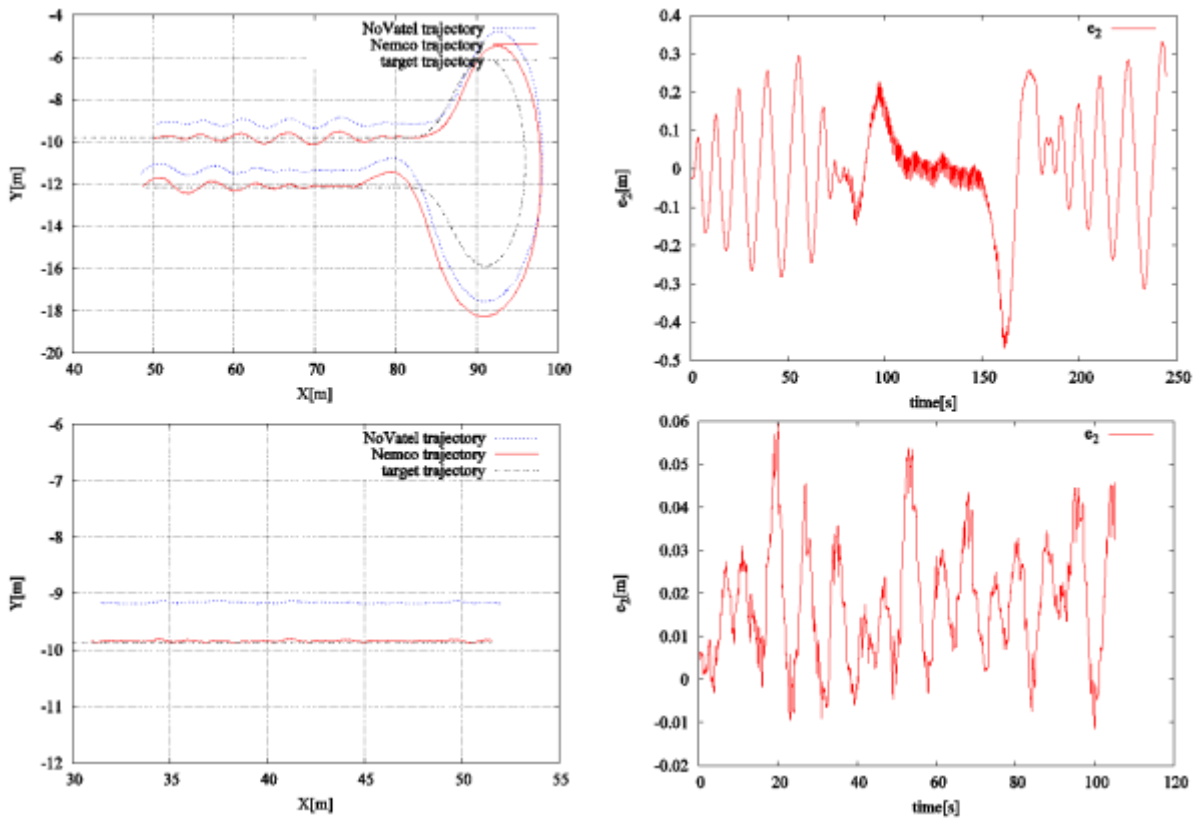 -4
-6
-8
-10
-12
-14
-16
-18
-20
Y[m]
40 50 60 70 80 90 100
X[m]
NoVatel trajectory
Nemco trajectory
target trajectory
0.4
0.3
0.2
0.1
0
-0.1
-0.2
-0.3
-0.4
-0.5
e2[m]
0 50 100 150 200 250
time[s]
e2
-6
-7
-8
-9
-10
-11
-12
Y[m]
30 35 40 45 50 55
X[m]
NoVatel trajectory
Nemco trajectory
target trajectory
0.06
0.05
0.04
0.03
0.02
0.01
0
-0.01
-0.02
e2[m]
0 20 40 60 80 100 120
time[s]
e2